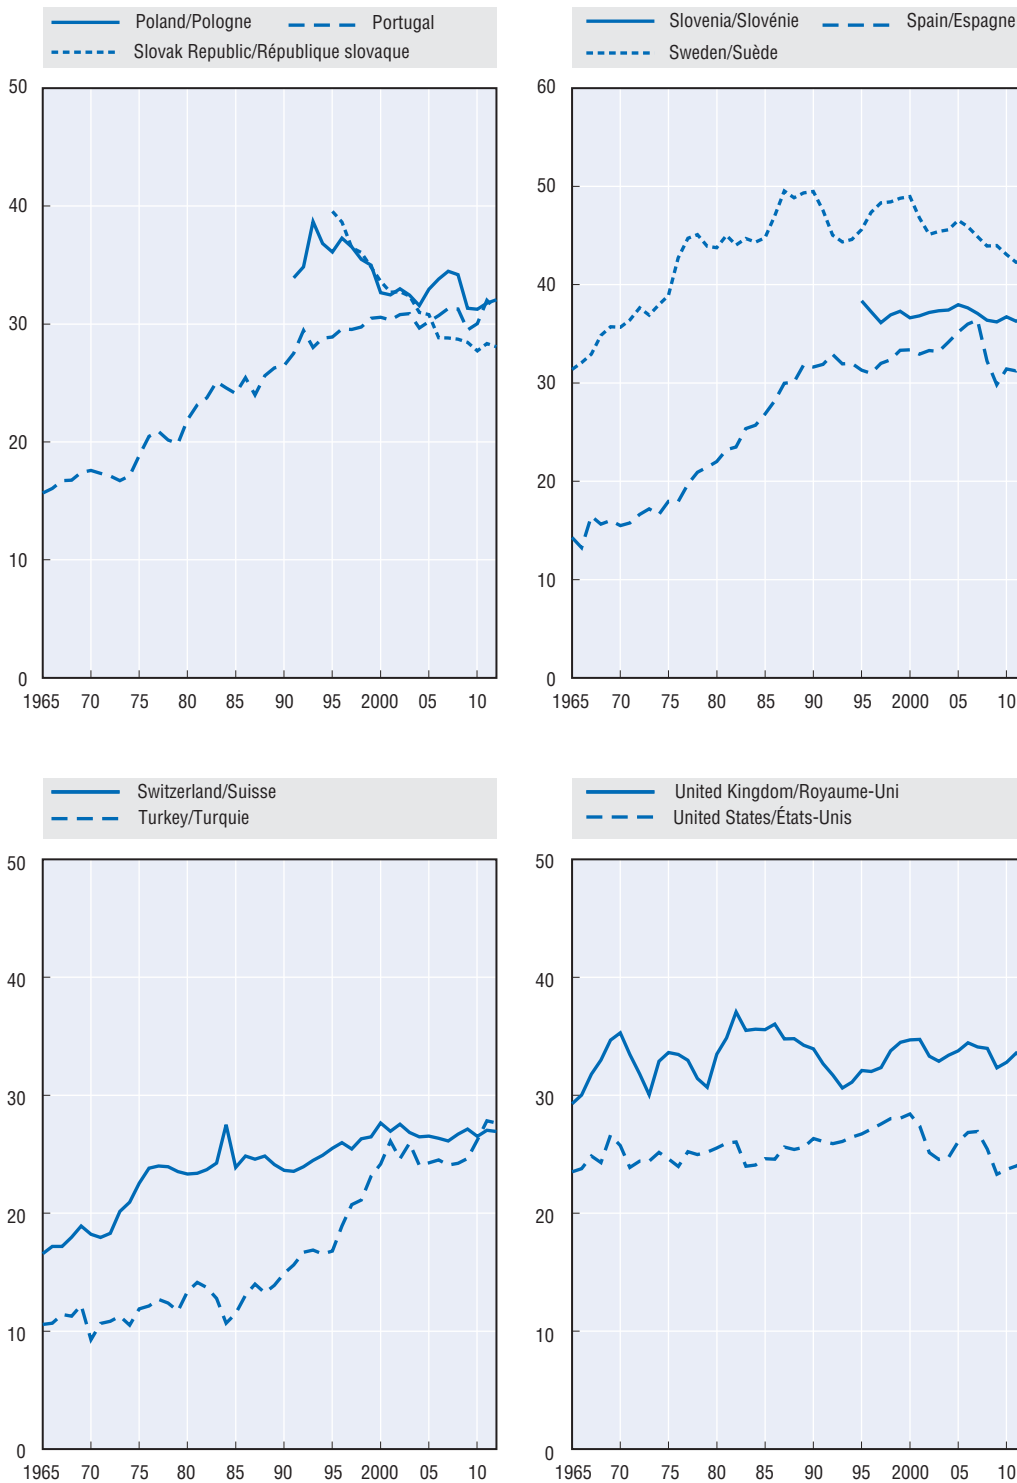 Poland/Pologne Portugal
Slovak Republic/République slovaque
50
40
30
20
10
0
1965 70 75 80 85 90 95 2000 05 10
Slovenia/Slovénie Spain/Espagne
Sweden/Suède
60
50
40
30
20
10
0
1965 70 75 80 85 90 95 2000 05 10
Switzerland/Suisse
Turkey/Turquie
50
40
30
20
10
0
1965 70 75 80 85 90 95 2000 05 10
United Kingdom/Royaume-Uni
United States/États-Unis
50
40
30
20
10
0
1965 70 75 80 85 90 95 2000 05 10